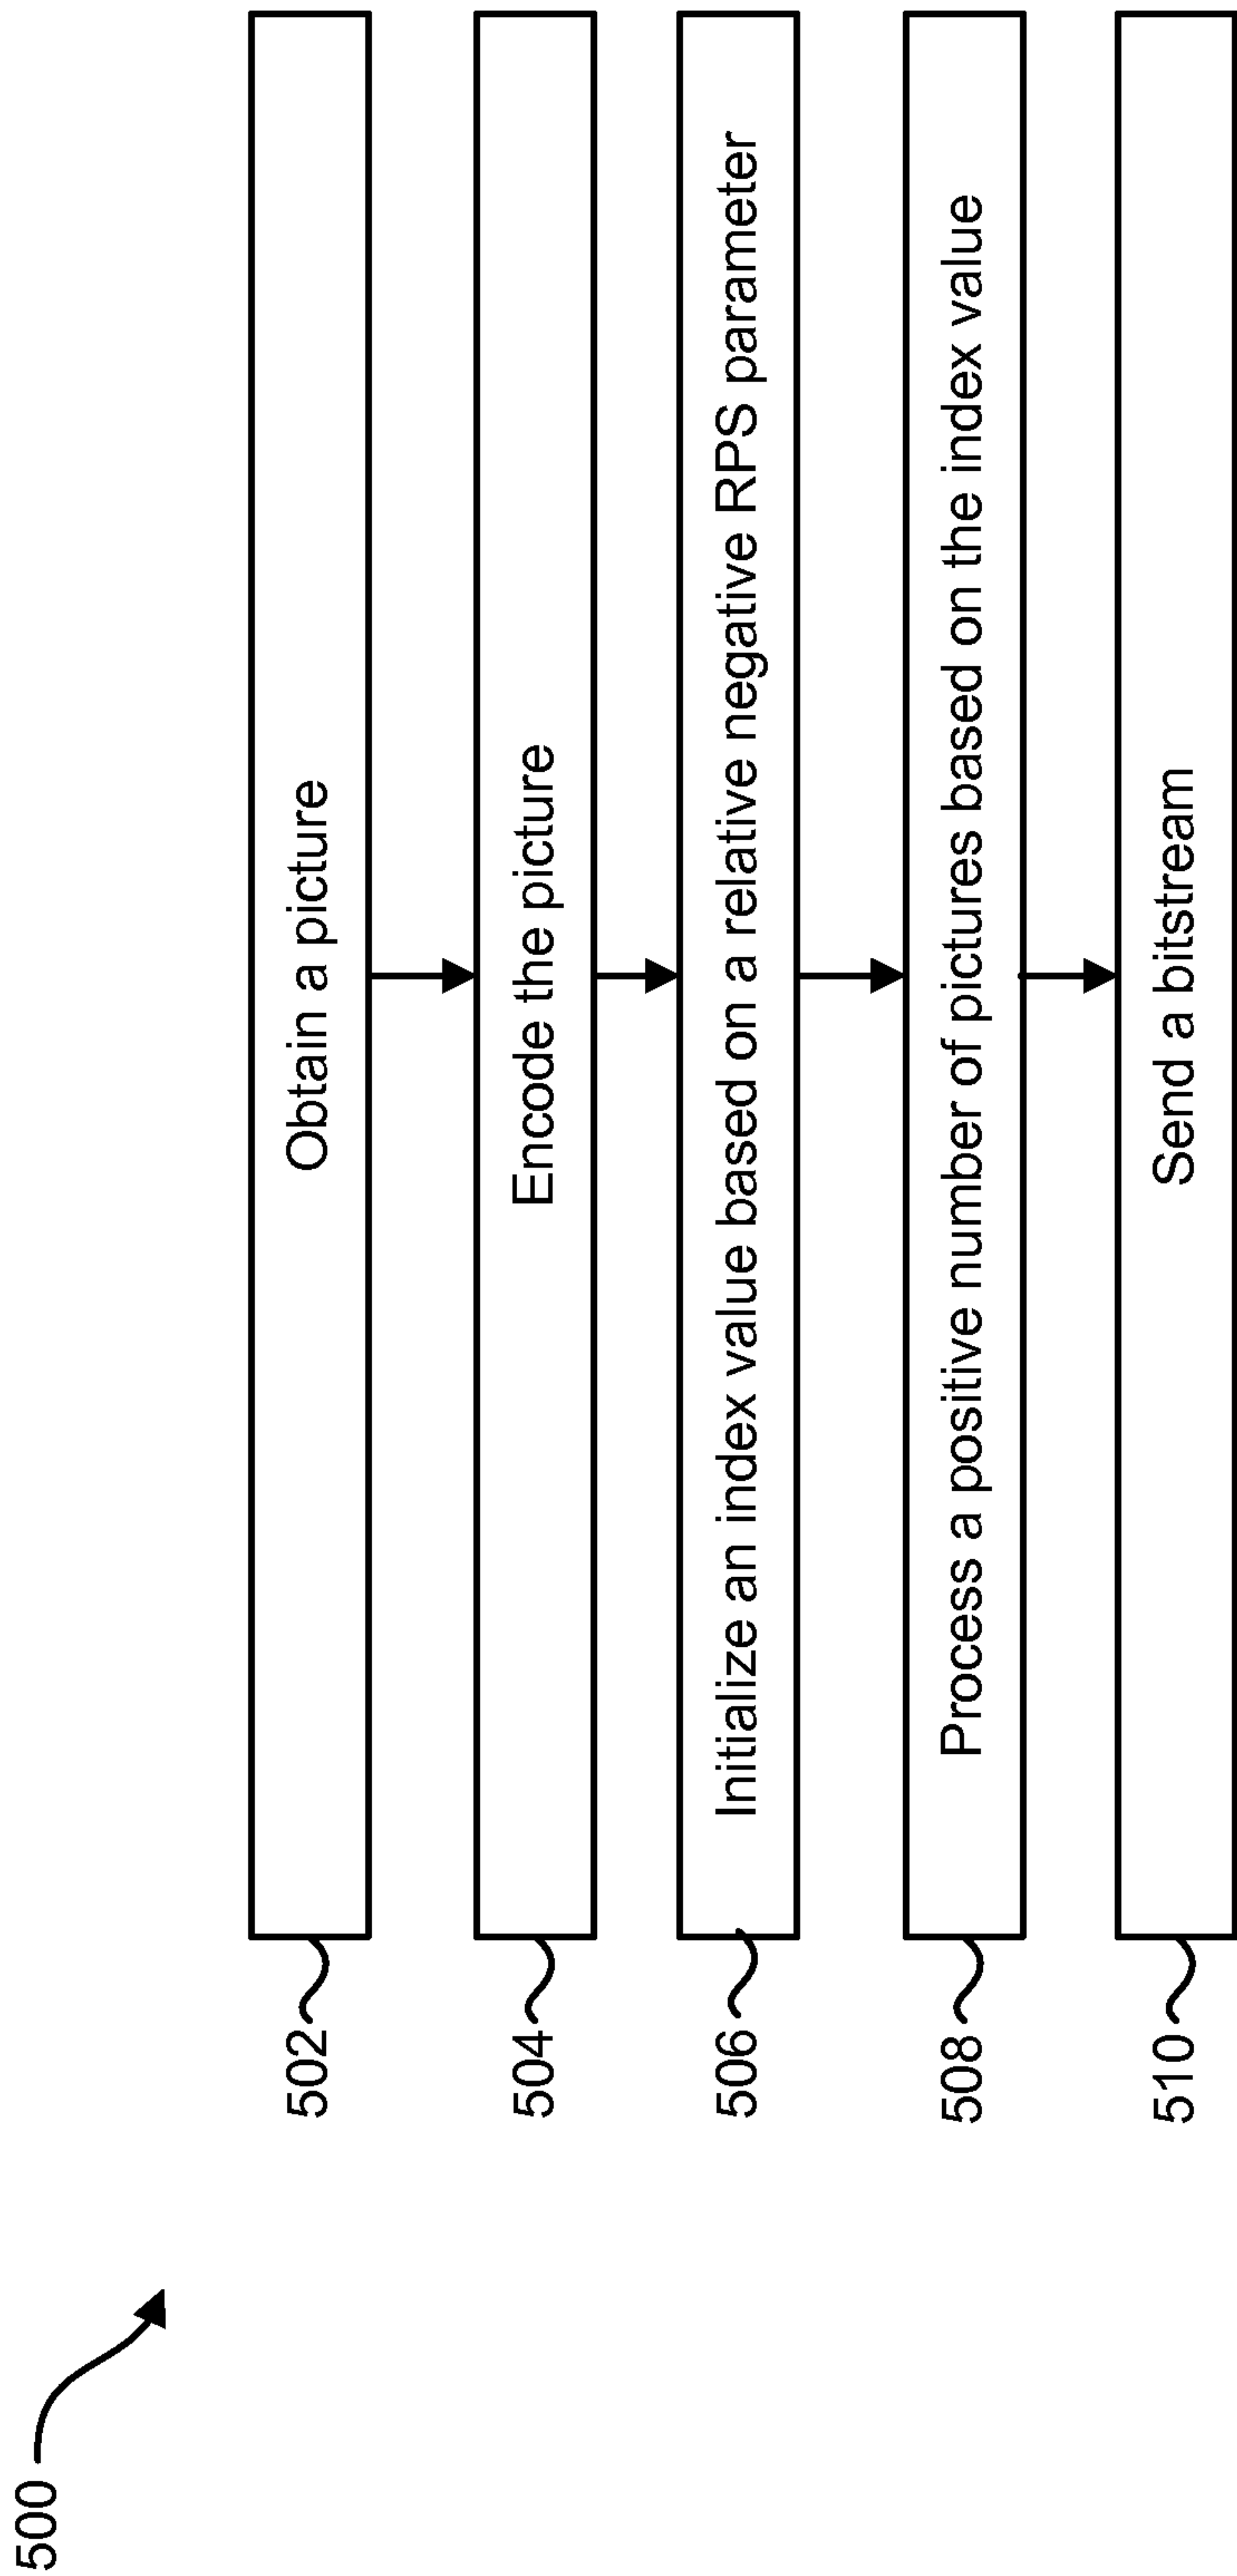 500
502
Obtain a picture
504
Encode the picture
506
Initialize an index value based on a relative negative RPS parameter
508
Process a positive number of pictures based on the index value
510
Send a bitstream